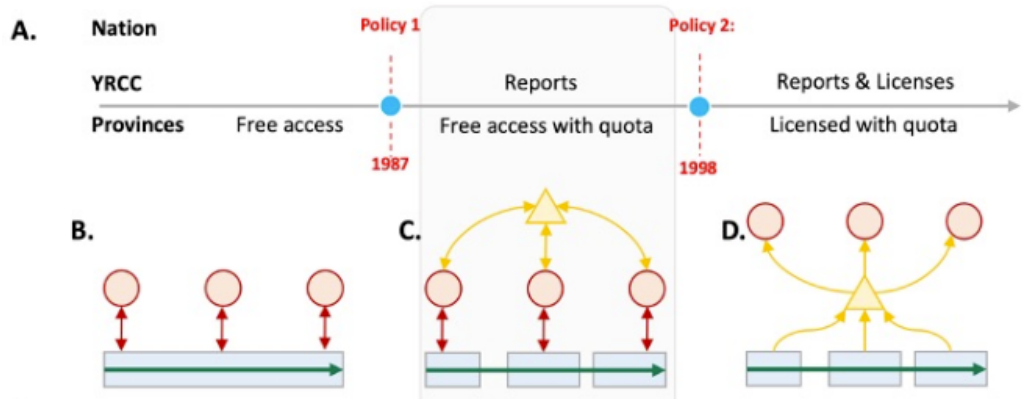 A.
Nation
Policy 1
Policy 2:
YRCC
Reports
Reports & Licenses
Provinces
Free access
Free access with quota
Licensed with quota
1987
1998
B.
C.
D.